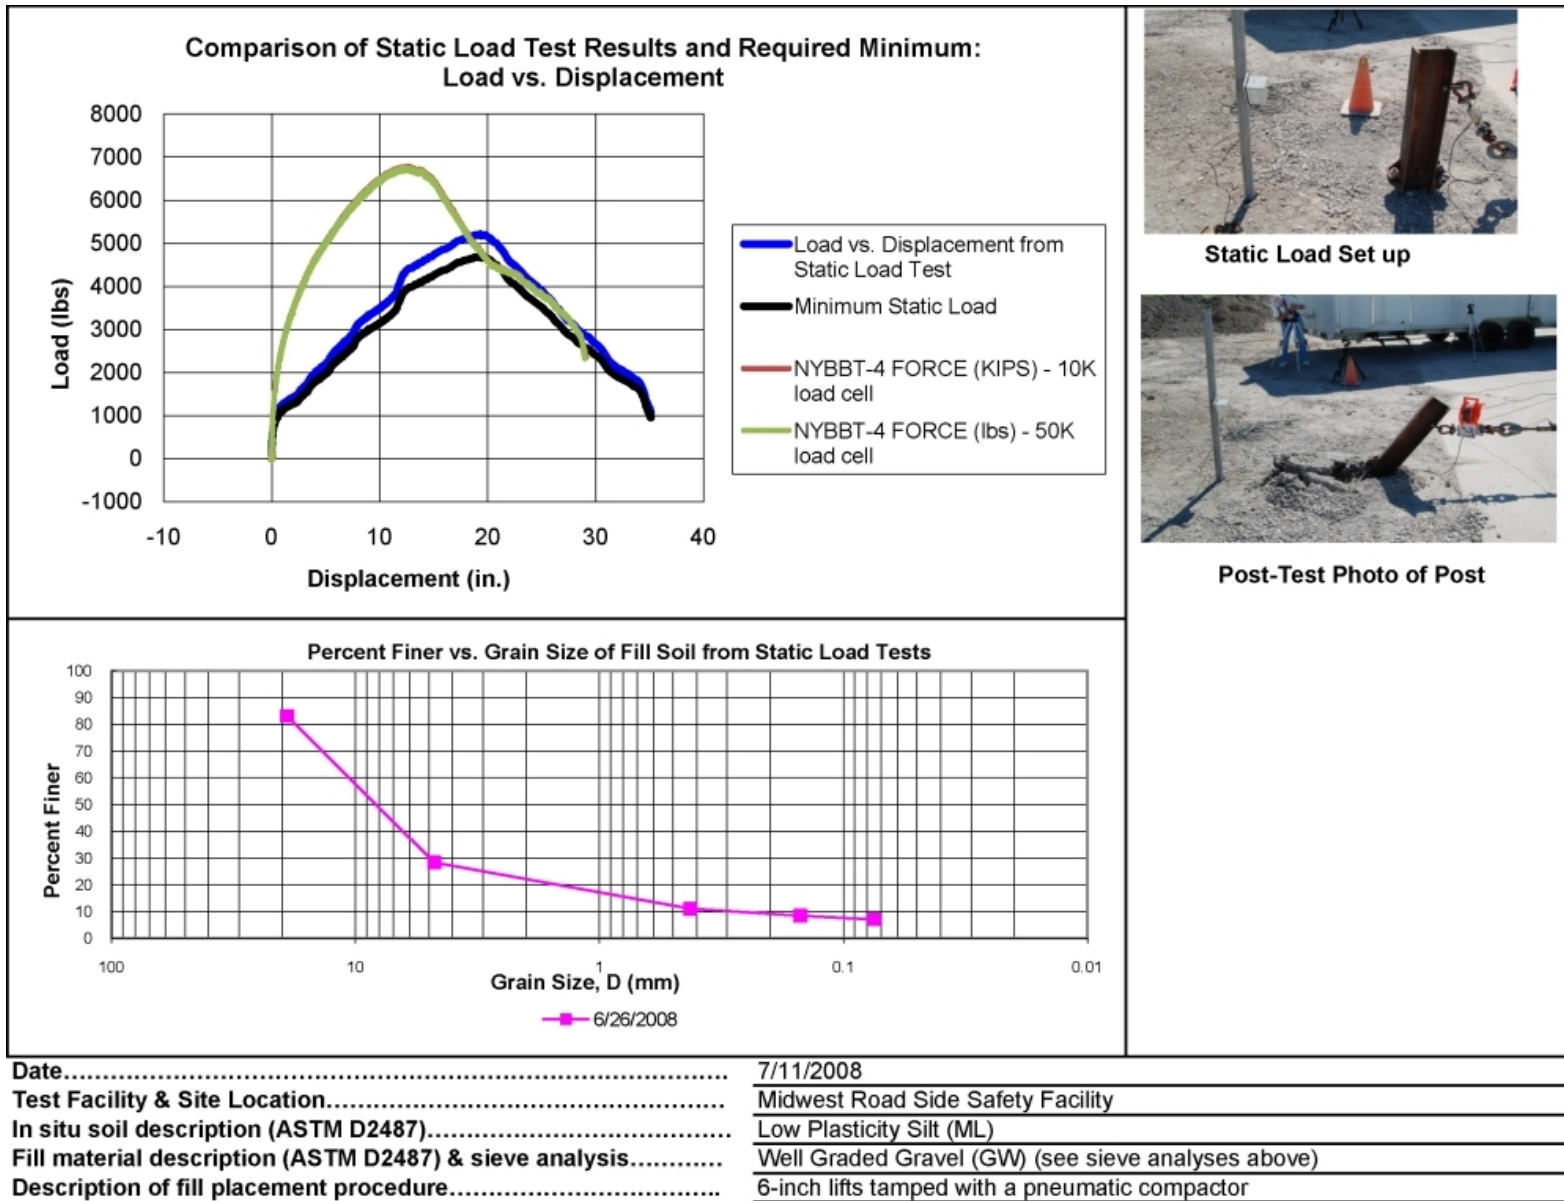 Comparison of Static Load Test Results and Required Minimum:
Load vs. Displacement
8000
7000
6000
5000
4000
3000
2000
1000
0
-1000
Load (lbs)
-10 0 10 20 30 40
Displacement (in.)
Load vs. Displacement from
Static Load Test
Minimum Static Load
NYBBT-4 FORCE (KIPS) - 10K
load cell
NYBBT-4 FORCE (lbs) - 50K
load cell
Static Load Set up
Post-Test Photo of Post
Percent Finer vs. Grain Size of Fill Soil from Static Load Tests
100
90
80
70
60
50
40
30
20
10
0
Percent Finer
100 10 1 0.1 0.01
Grain Size, D (mm)
6/26/2008
Date.......................................................................................... 7/11/2008
Test Facility & Site Location.................................................... Midwest Road Side Safety Facility
In situ soil description (ASTM D2487)........................................ Low Plasticity Silt (ML)
Fill material description (ASTM D2487) & sieve analysis............ Well Graded Gravel (GW) (see sieve analyses above)
Description of fill placement procedure.................................... 6-inch lifts tamped with a pneumatic compactor